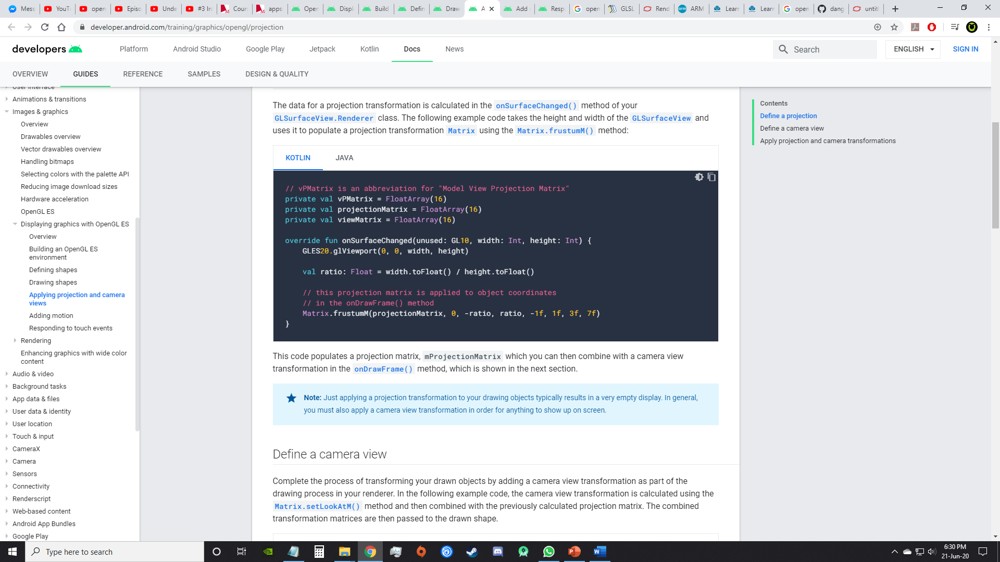 Mess
YouTu
open
Episo
Unde
#3 In
Cour
apps.
Open
Displ
Build
Defin
Draw
A
Add
Resp
open
GLSL
Rend
ARM
Learn
Learn
open
dang
untit
developer.android.com/training/graphics/opengl/projection
developers
Platform
Android Studio
Google Play
Jetpack
Kotlin
Docs
News
Search
ENGLISH
SIGN IN
OVERVIEW
GUIDES
REFERENCE
SAMPLES
DESIGN & QUALITY
User interface
Animations & transitions
Images & graphics
Overview
Drawables overview
Vector drawables overview
Handling bitmaps
Selecting colors with the palette API
Reducing image download sizes
Hardware acceleration
OpenGL ES
Displaying graphics with OpenGL ES
Overview
Building an OpenGL ES
environment
Defining shapes
Drawing shapes
Applying projection and camera
views
Adding motion
Responding to touch events
Rendering
Enhancing graphics with wide color
content
Audio & video
Background tasks
App data & files
User data & identity
User location
Touch & input
CameraX
Camera
Sensors
Connectivity
Renderscript
Web-based content
Android App Bundles
Google Play
The data for a projection transformation is calculated in the onSurfaceChanged() method of your
GLSurfaceView.Renderer class. The following example code takes the height and width of the GLSurfaceView and
uses it to populate a projection transformation Matrix using the Matrix.frustumM() method:
KOTLIN
JAVA
// vPMatrix is an abbreviation for "Model View Projection Matrix"
private val vPMatrix = FloatArray(16)
private val projectionMatrix = FloatArray(16)
private val viewMatrix = FloatArray(16)
override fun onSurfaceChanged(unused: GL10, width: Int, height: Int) {
GLES20.glViewport(0, 0, width, height)
val ratio: Float = width.toFloat() / height.toFloat()
// this projection matrix is applied to object coordinates
// in the onDrawFrame() method
Matrix.frustumM(projectionMatrix, 0, -ratio, ratio, -1f, 1f, 3f, 7f)
}
This code populates a projection matrix, mProjectionMatrix which you can then combine with a camera view
transformation in the onDrawFrame() method, which is shown in the next section.
Note: Just applying a projection transformation to your drawing objects typically results in a very empty display. In general,
you must also apply a camera view transformation in order for anything to show up on screen.
Define a camera view
Complete the process of transforming your drawn objects by adding a camera view transformation as part of the
drawing process in your renderer. In the following example code, the camera view transformation is calculated using the
Matrix.setLookAtM() method and then combined with the previously calculated projection matrix. The combined
transformation matrices are then passed to the drawn shape.
Contents
Define a projection
Define a camera view
Apply projection and camera transformations
Type here to search
6:30 PM
21-Jun-20